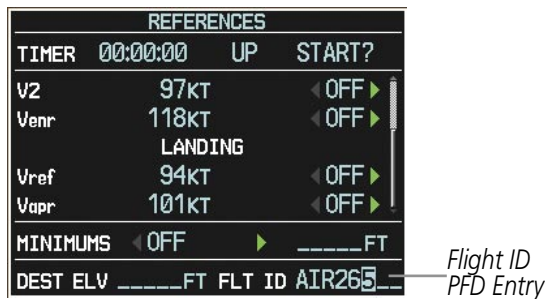 REFERENCES
TIMER 00:00:00 UP START?
V2 97KT OFF
Venr 118KT OFF
LANDING
Vref 94KT OFF
Vapr 101KT OFF
MINIMUMS OFF _____FT
DEST ELV _____FT FLT ID AIR265__
Flight ID
PFD Entry